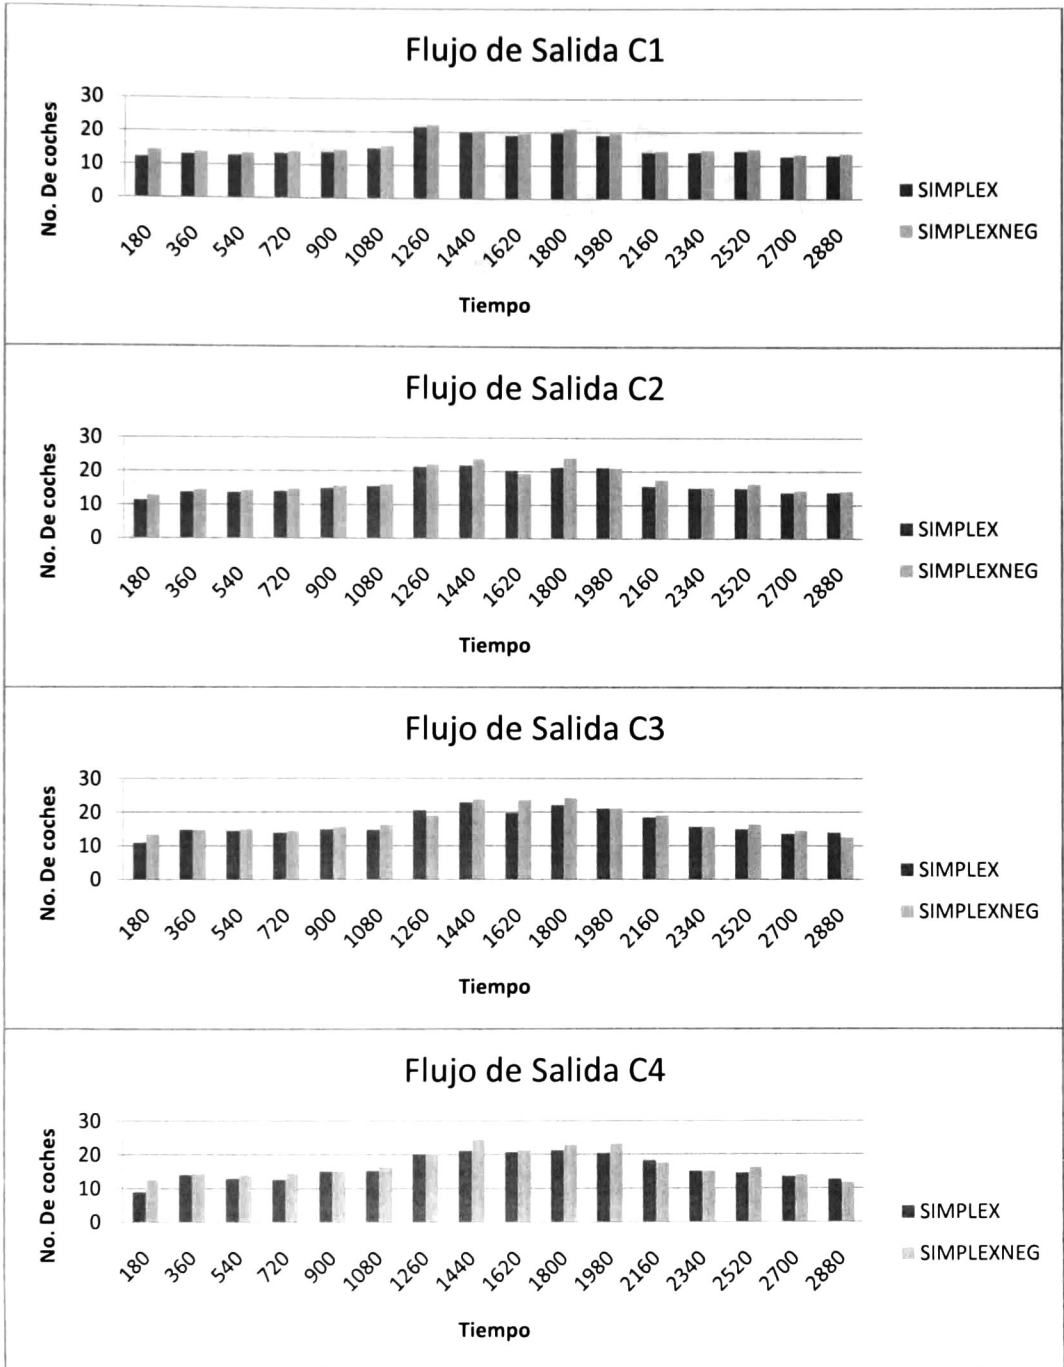 Flujo de Salida C1
No. De coches
30
20
10
0
180 360 540 720 900 1080 1260 1440 1620 1800 1980 2160 2340 2520 2700 2880
Tiempo
SIMPLEX
SIMPLEXNEG
Flujo de Salida C2
No. De coches
30
20
10
0
180 360 540 720 900 1080 1260 1440 1620 1800 1980 2160 2340 2520 2700 2880
Tiempo
SIMPLEX
SIMPLEXNEG
Flujo de Salida C3
No. De coches
30
20
10
0
180 360 540 720 900 1080 1260 1440 1620 1800 1980 2160 2340 2520 2700 2880
Tiempo
SIMPLEX
SIMPLEXNEG
Flujo de Salida C4
No. De coches
30
20
10
0
180 360 540 720 900 1080 1260 1440 1620 1800 1980 2160 2340 2520 2700 2880
Tiempo
SIMPLEX
SIMPLEXNEG